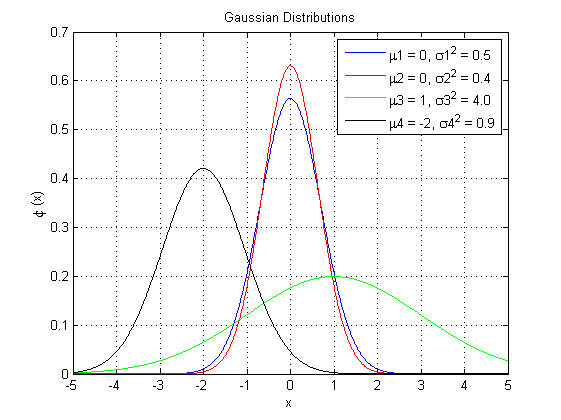 Gaussian Distributions
μ1 = 0, σ1² = 0.5
μ2 = 0, σ2² = 0.4
μ3 = 1, σ3² = 4.0
μ4 = -2, σ4² = 0.9
0.7
0.6
0.5
0.4
0.3
0.2
0.1
0
ϕ (x)
-5 -4 -3 -2 -1 0 1 2 3 4 5
x